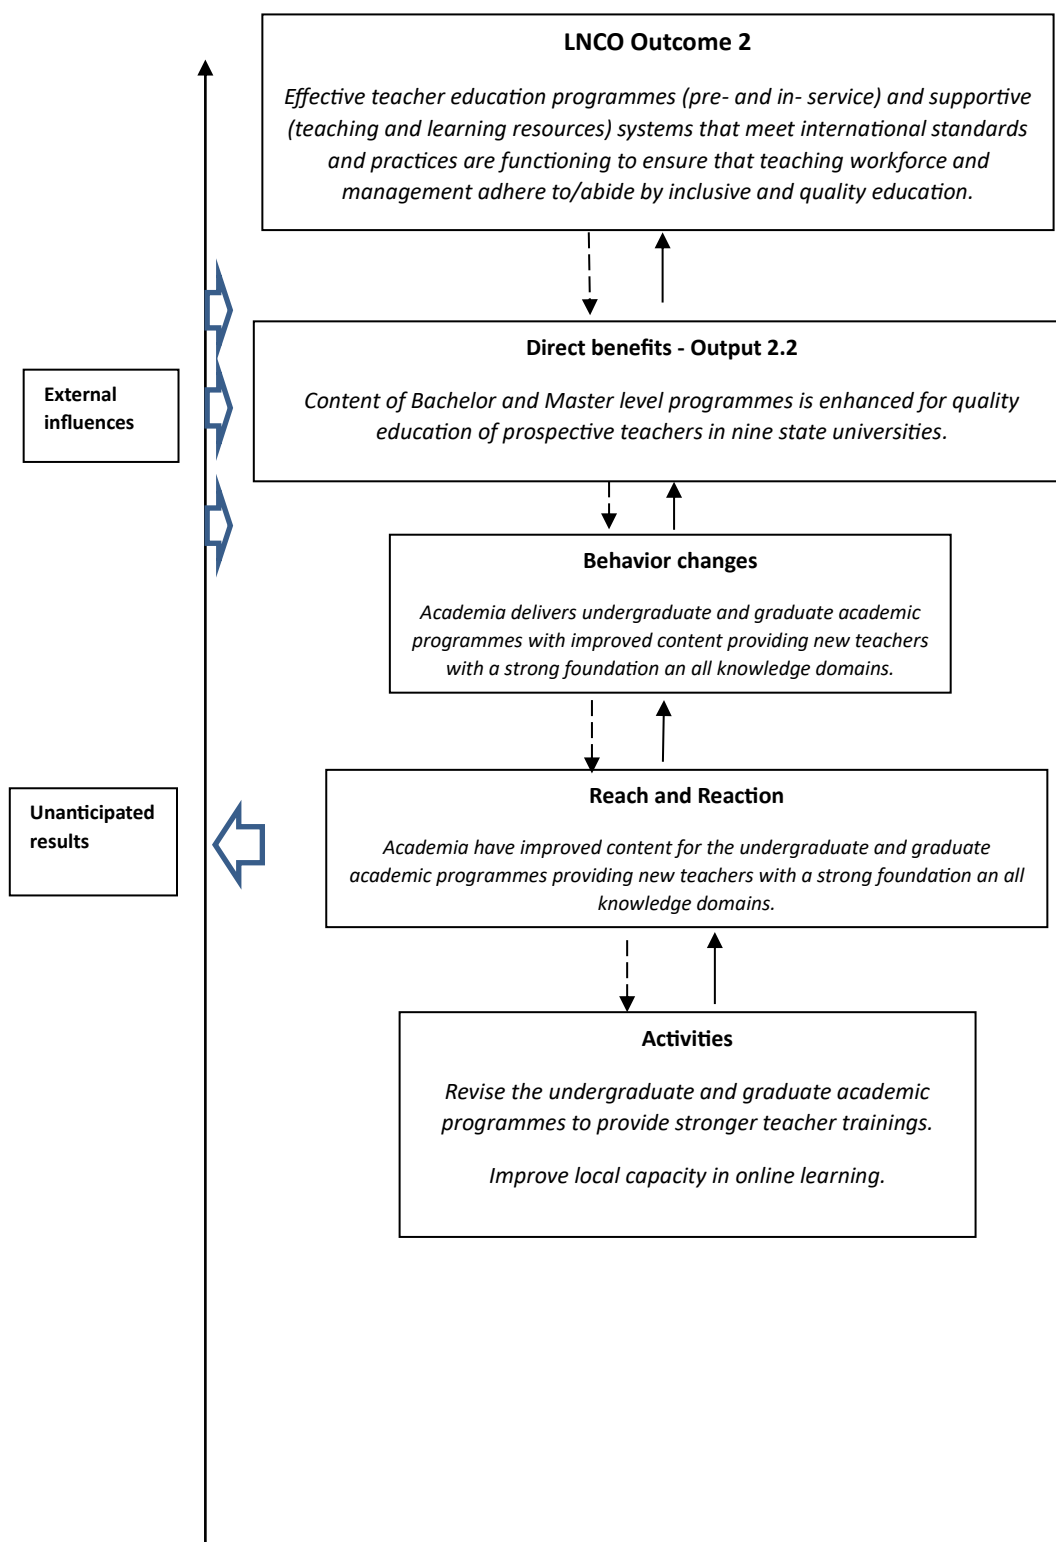 LNCO Outcome 2
Effective teacher education programmes (pre- and in- service) and supportive
(teaching and learning resources) systems that meet international standards
and practices are functioning to ensure that teaching workforce and
management adhere to/abide by inclusive and quality education.
Direct benefits - Output 2.2
Content of Bachelor and Master level programmes is enhanced for quality
education of prospective teachers in nine state universities.
External
influences
Behavior changes
Academia delivers undergraduate and graduate academic
programmes with improved content providing new teachers
with a strong foundation an all knowledge domains.
Reach and Reaction
Academia have improved content for the undergraduate and graduate
academic programmes providing new teachers with a strong foundation an all
knowledge domains.
Unanticipated
results
Activities
Revise the undergraduate and graduate academic
programmes to provide stronger teacher trainings.
Improve local capacity in online learning.